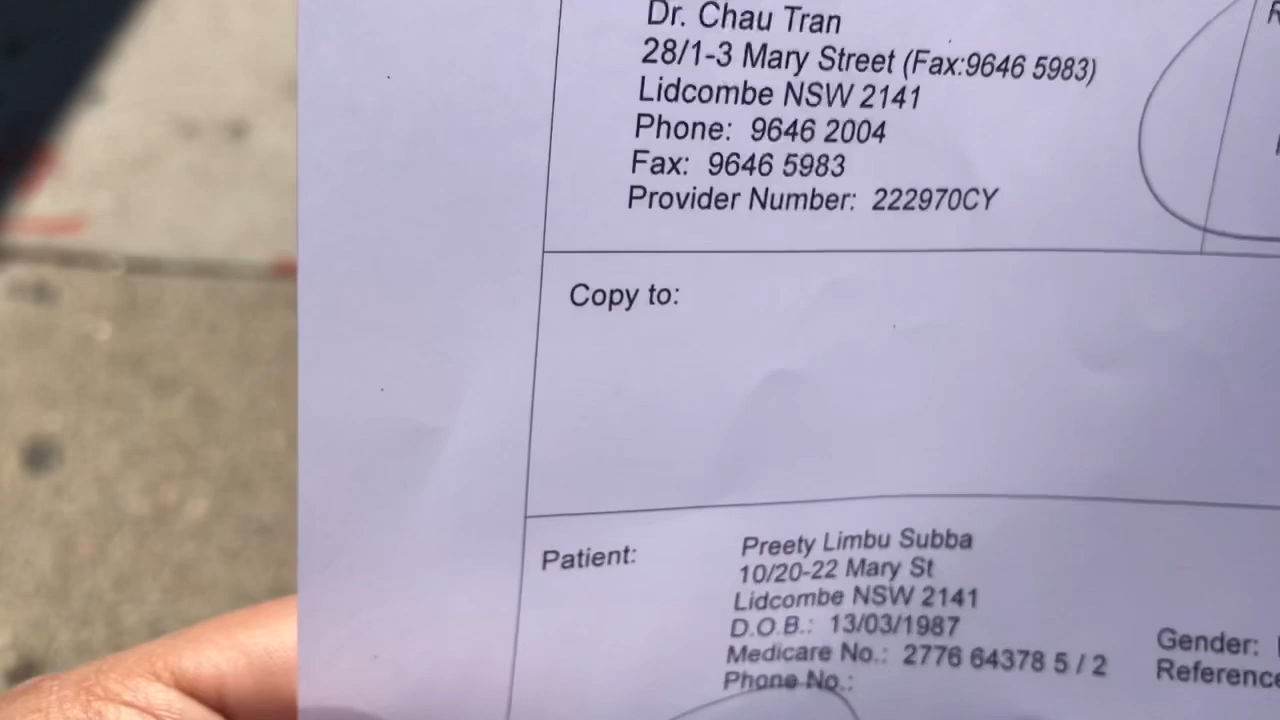 Dr. Chau Tran
28/1-3 Mary Street (Fax:9646 5983)
Lidcombe NSW 2141
Phone: 9646 2004
Fax: 9646 5983
Provider Number: 222970CY
Copy to:
Patient: Preety Limbu Subba
10/20-22 Mary St
Lidcombe NSW 2141
D.O.B.: 13/03/1987
Medicare No.: 2776 64378 5 / 2
Phone No.:
Gender:
Reference